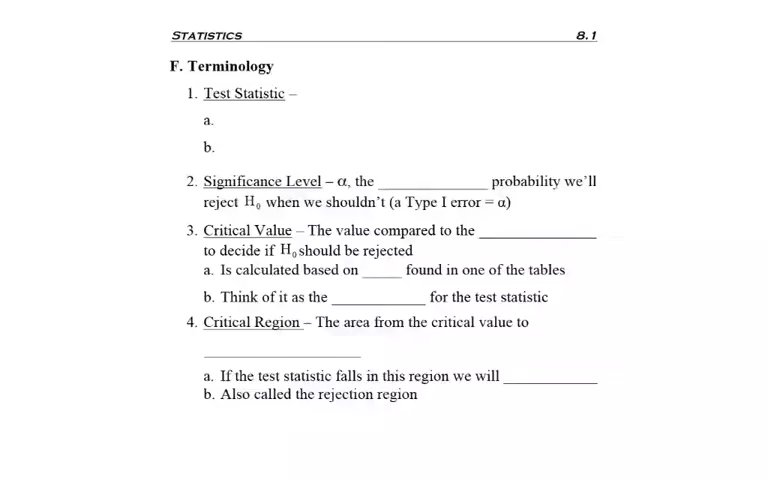 STATISTICS 8.1
F. Terminology
1. Test Statistic –
a.
b.
2. Significance Level – α, the ______________ probability we'll
reject H₀ when we shouldn't (a Type I error = α)
3. Critical Value – The value compared to the _______________
to decide if H₀ should be rejected
a. Is calculated based on _____ found in one of the tables
b. Think of it as the ____________ for the test statistic
4. Critical Region – The area from the critical value to
____________________
a. If the test statistic falls in this region we will ____________
b. Also called the rejection region